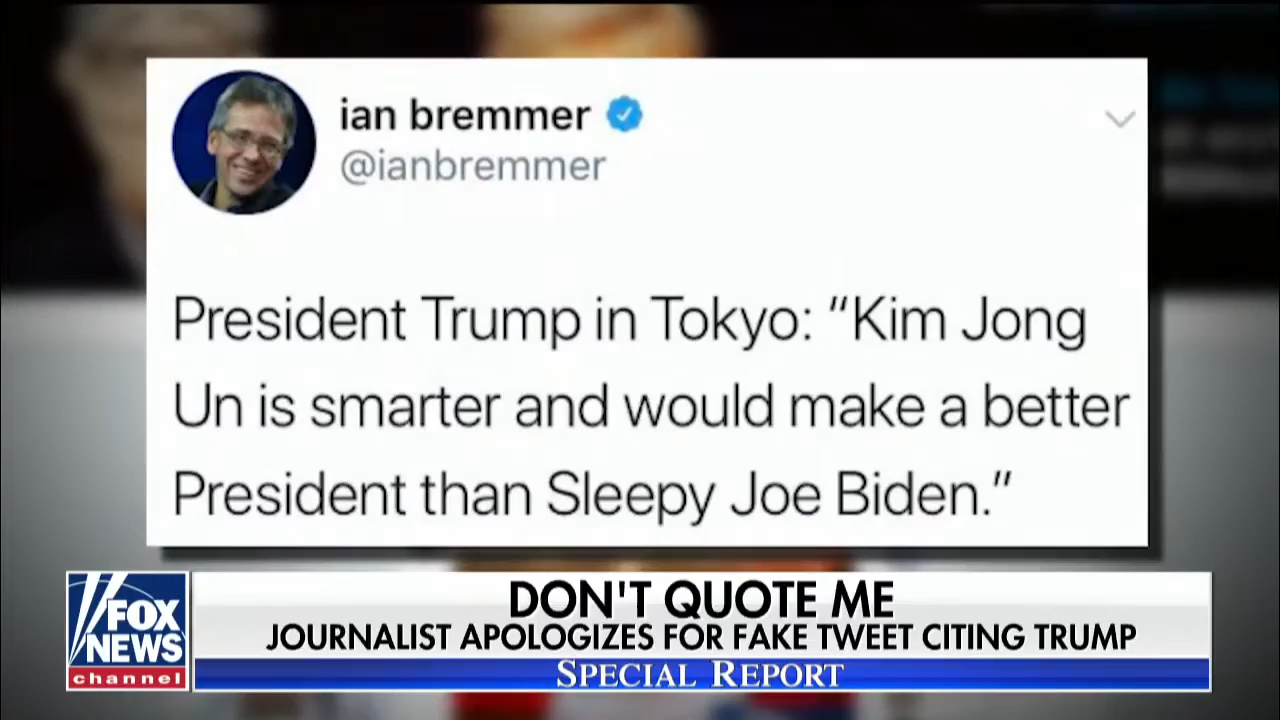 ian bremmer
@ianbremmer
President Trump in Tokyo: “Kim Jong
Un is smarter and would make a better
President than Sleepy Joe Biden.”
DON'T QUOTE ME
JOURNALIST APOLOGIZES FOR FAKE TWEET CITING TRUMP
SPECIAL REPORT
FOX
NEWS
channel